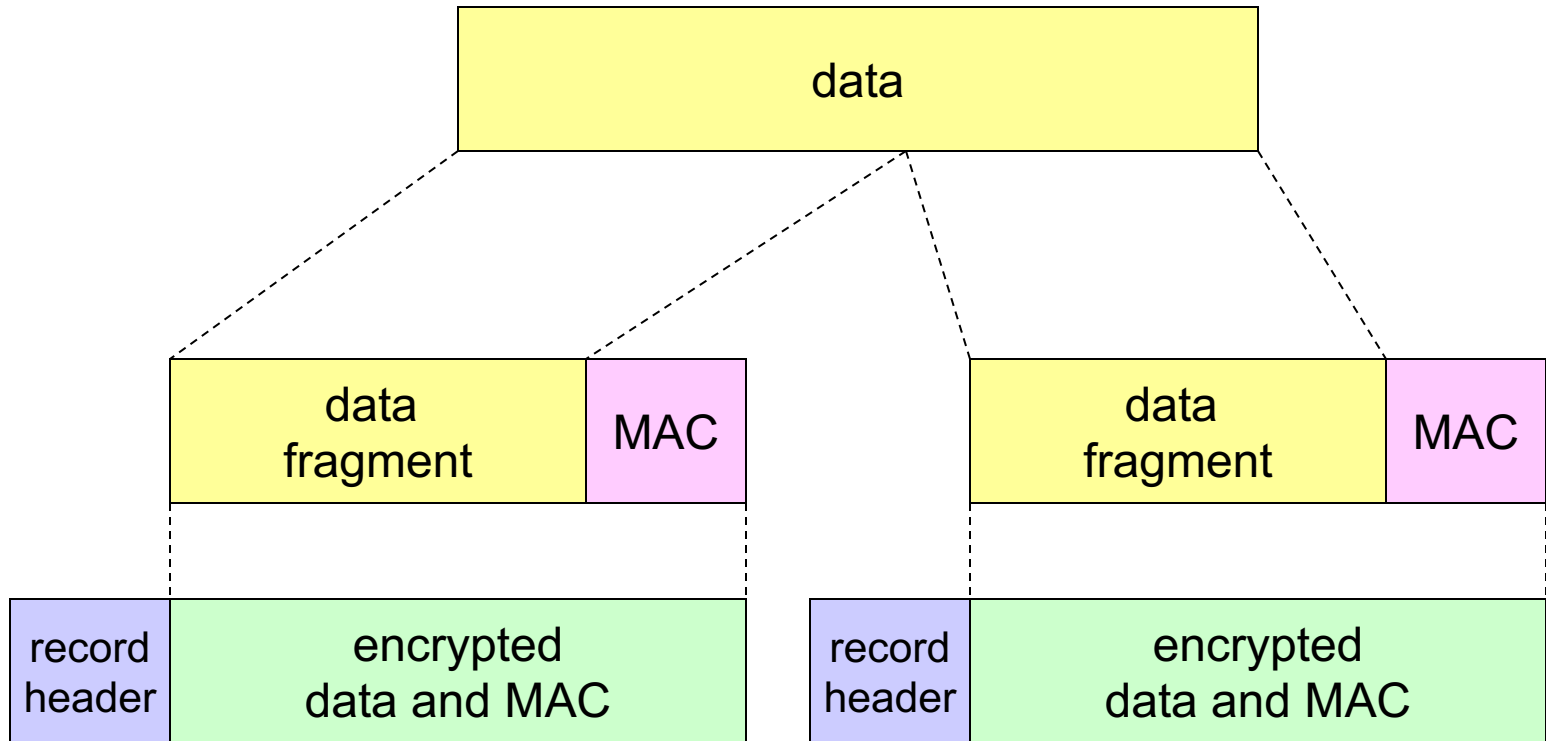 data
data
fragment
MAC
data
fragment
MAC
record
header
encrypted
data and MAC
record
header
encrypted
data and MAC